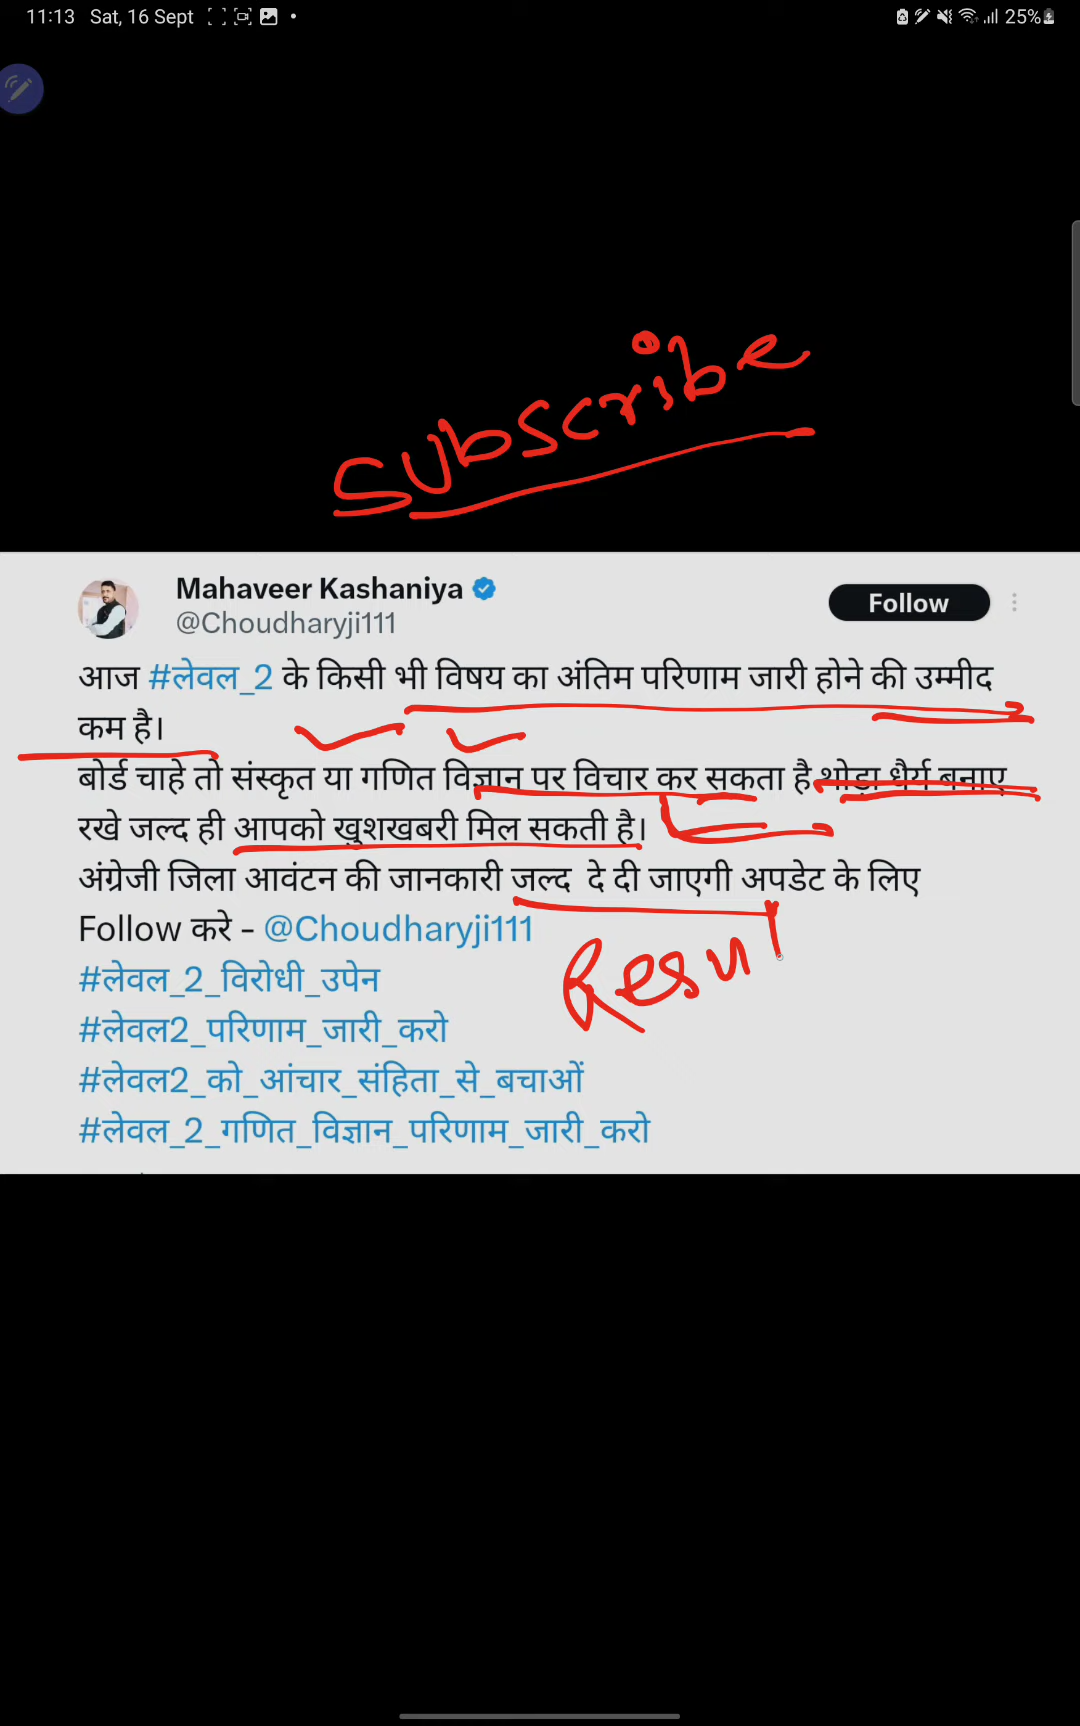 11:13 Sat, 16 Sept 25%
Subscribe
Mahaveer Kashaniya
Follow
@Choudharyji111
आज #लेवल_2 के किसी भी विषय का अंतिम परिणाम जारी होने की उम्मीद
कम है।
बोर्ड चाहे तो संस्कृत या गणित विज्ञान पर विचार कर सकता है थोड़ा धैर्य बनाए
रखे जल्द ही आपको खुशखबरी मिल सकती है।
अंग्रेजी जिला आवंटन की जानकारी जल्द दे दी जाएगी अपडेट के लिए
Follow करे - @Choudharyji111
Resul
#लेवल_2_विरोधी_उपेन
#लेवल2_परिणाम_जारी_करो
#लेवल2_को_आंचार_संहिता_से_बचाओं
#लेवल_2_गणित_विज्ञान_परिणाम_जारी_करो